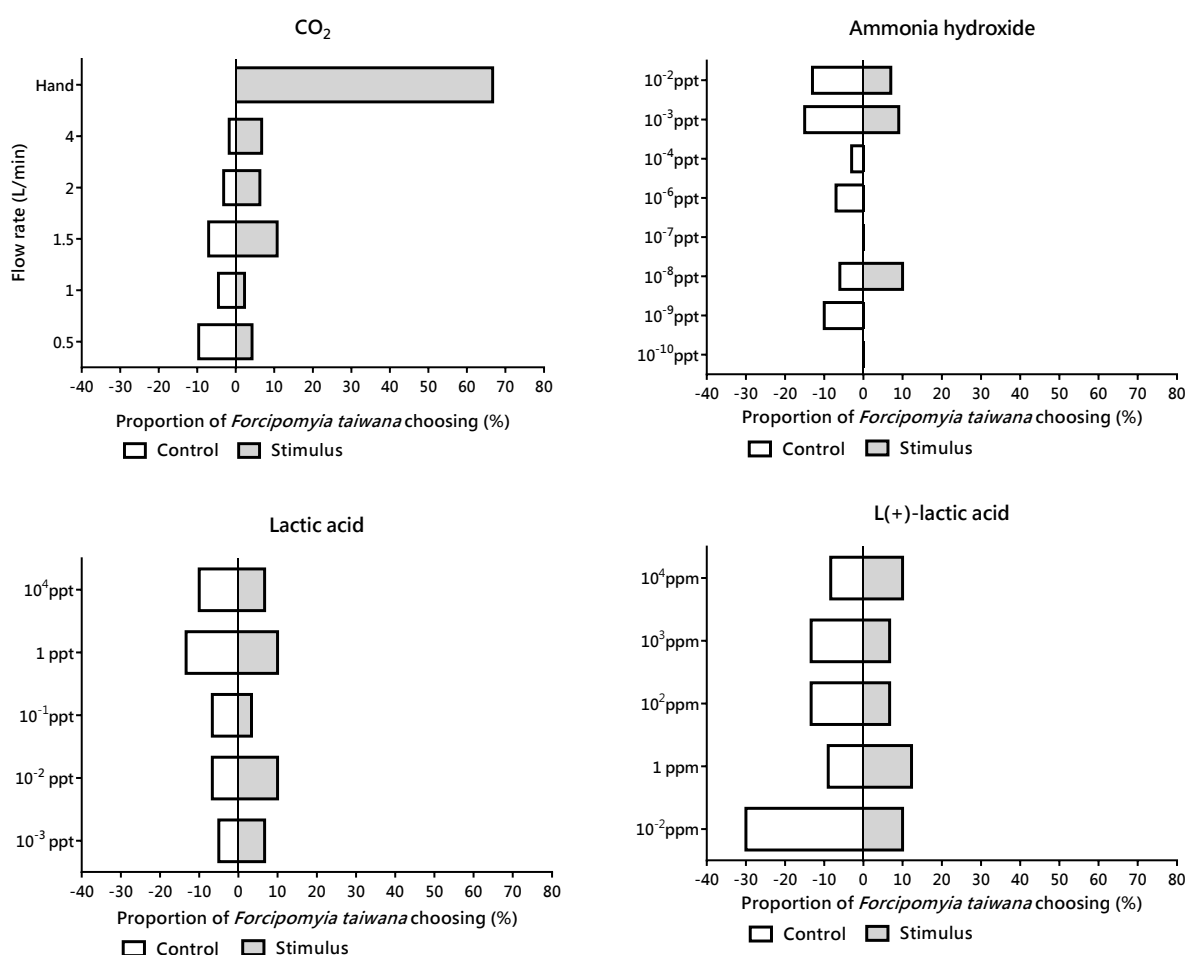 CO₂
Flow rate (L/min)
Hand
4
2
1.5
1
0.5
-40 -30 -20 -10 0 10 20 30 40 50 60 70 80
Proportion of Forcipomyia taiwana choosing (%)
Control Stimulus
Ammonia hydroxide
10⁻²ppt
10⁻³ppt
10⁻⁴ppt
10⁻⁶ppt
10⁻⁷ppt
10⁻⁸ppt
10⁻⁹ppt
10⁻¹⁰ppt
-40 -30 -20 -10 0 10 20 30 40 50 60 70 80
Proportion of Forcipomyia taiwana choosing (%)
Control Stimulus
Lactic acid
10⁴ppt
1 ppt
10⁻¹ppt
10⁻² ppt
10⁻³ ppt
-40 -30 -20 -10 0 10 20 30 40 50 60 70 80
Proportion of Forcipomyia taiwana choosing (%)
Control Stimulus
L(+)-lactic acid
10⁴ppm
10³ppm
10²ppm
1 ppm
10⁻²ppm
-40 -30 -20 -10 0 10 20 30 40 50 60 70 80
Proportion of Forcipomyia taiwana choosing (%)
Control Stimulus